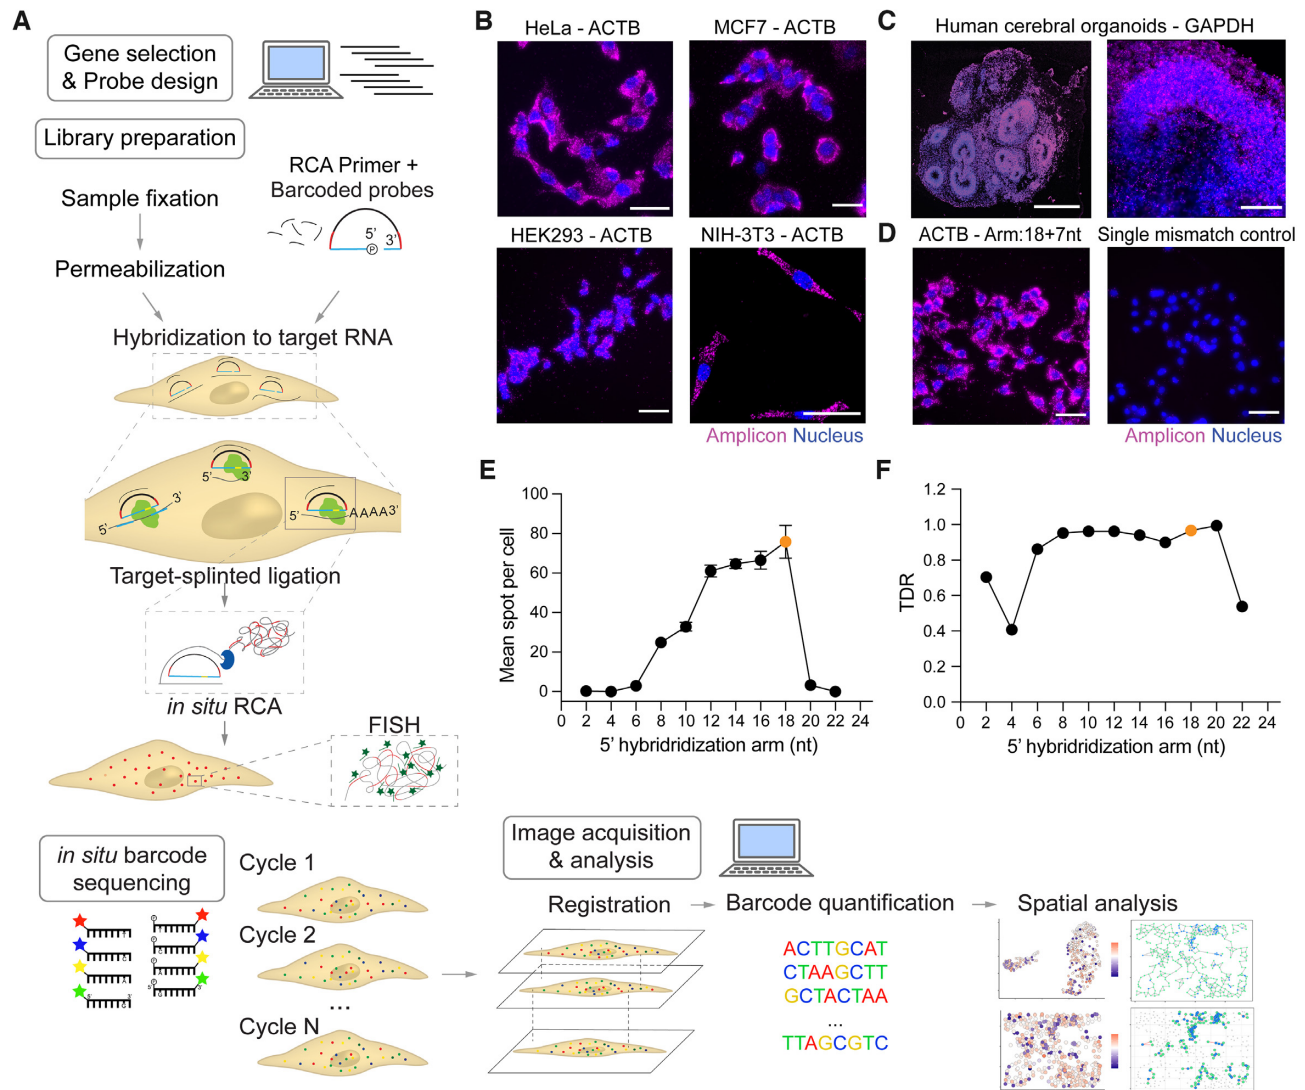 A
Gene selection
& Probe design
Library preparation
RCA Primer +
Barcoded probes
Sample fixation
5’
3’
P
Permeabilization
Hybridization to target RNA
5’
3’
3’
5’
5’
AAAA3’
Target-splinted ligation
in situ RCA
FISH
in situ barcode
sequencing
Cycle 1
Cycle 2
...
Cycle N
B
HeLa - ACTB
MCF7 - ACTB
HEK293 - ACTB
NIH-3T3 - ACTB
Amplicon Nucleus
C
Human cerebral organoids - GAPDH
D
ACTB - Arm:18+7nt
Single mismatch control
Amplicon Nucleus
E
Mean spot per cell
100
80
60
40
20
0
0 2 4 6 8 10 12 14 16 18 20 22 24
5’ hybridridization arm (nt)
F
TDR
1.2
1.0
0.8
0.6
0.4
0.2
0.0
0 2 4 6 8 10 12 14 16 18 20 22 24
5’ hybridridization arm (nt)
Image acquisition
& analysis
Registration
Barcode quantification
Spatial analysis
ACTTGCAT
CTAAGCTT
GCTACTAA
...
TTAGCGTC